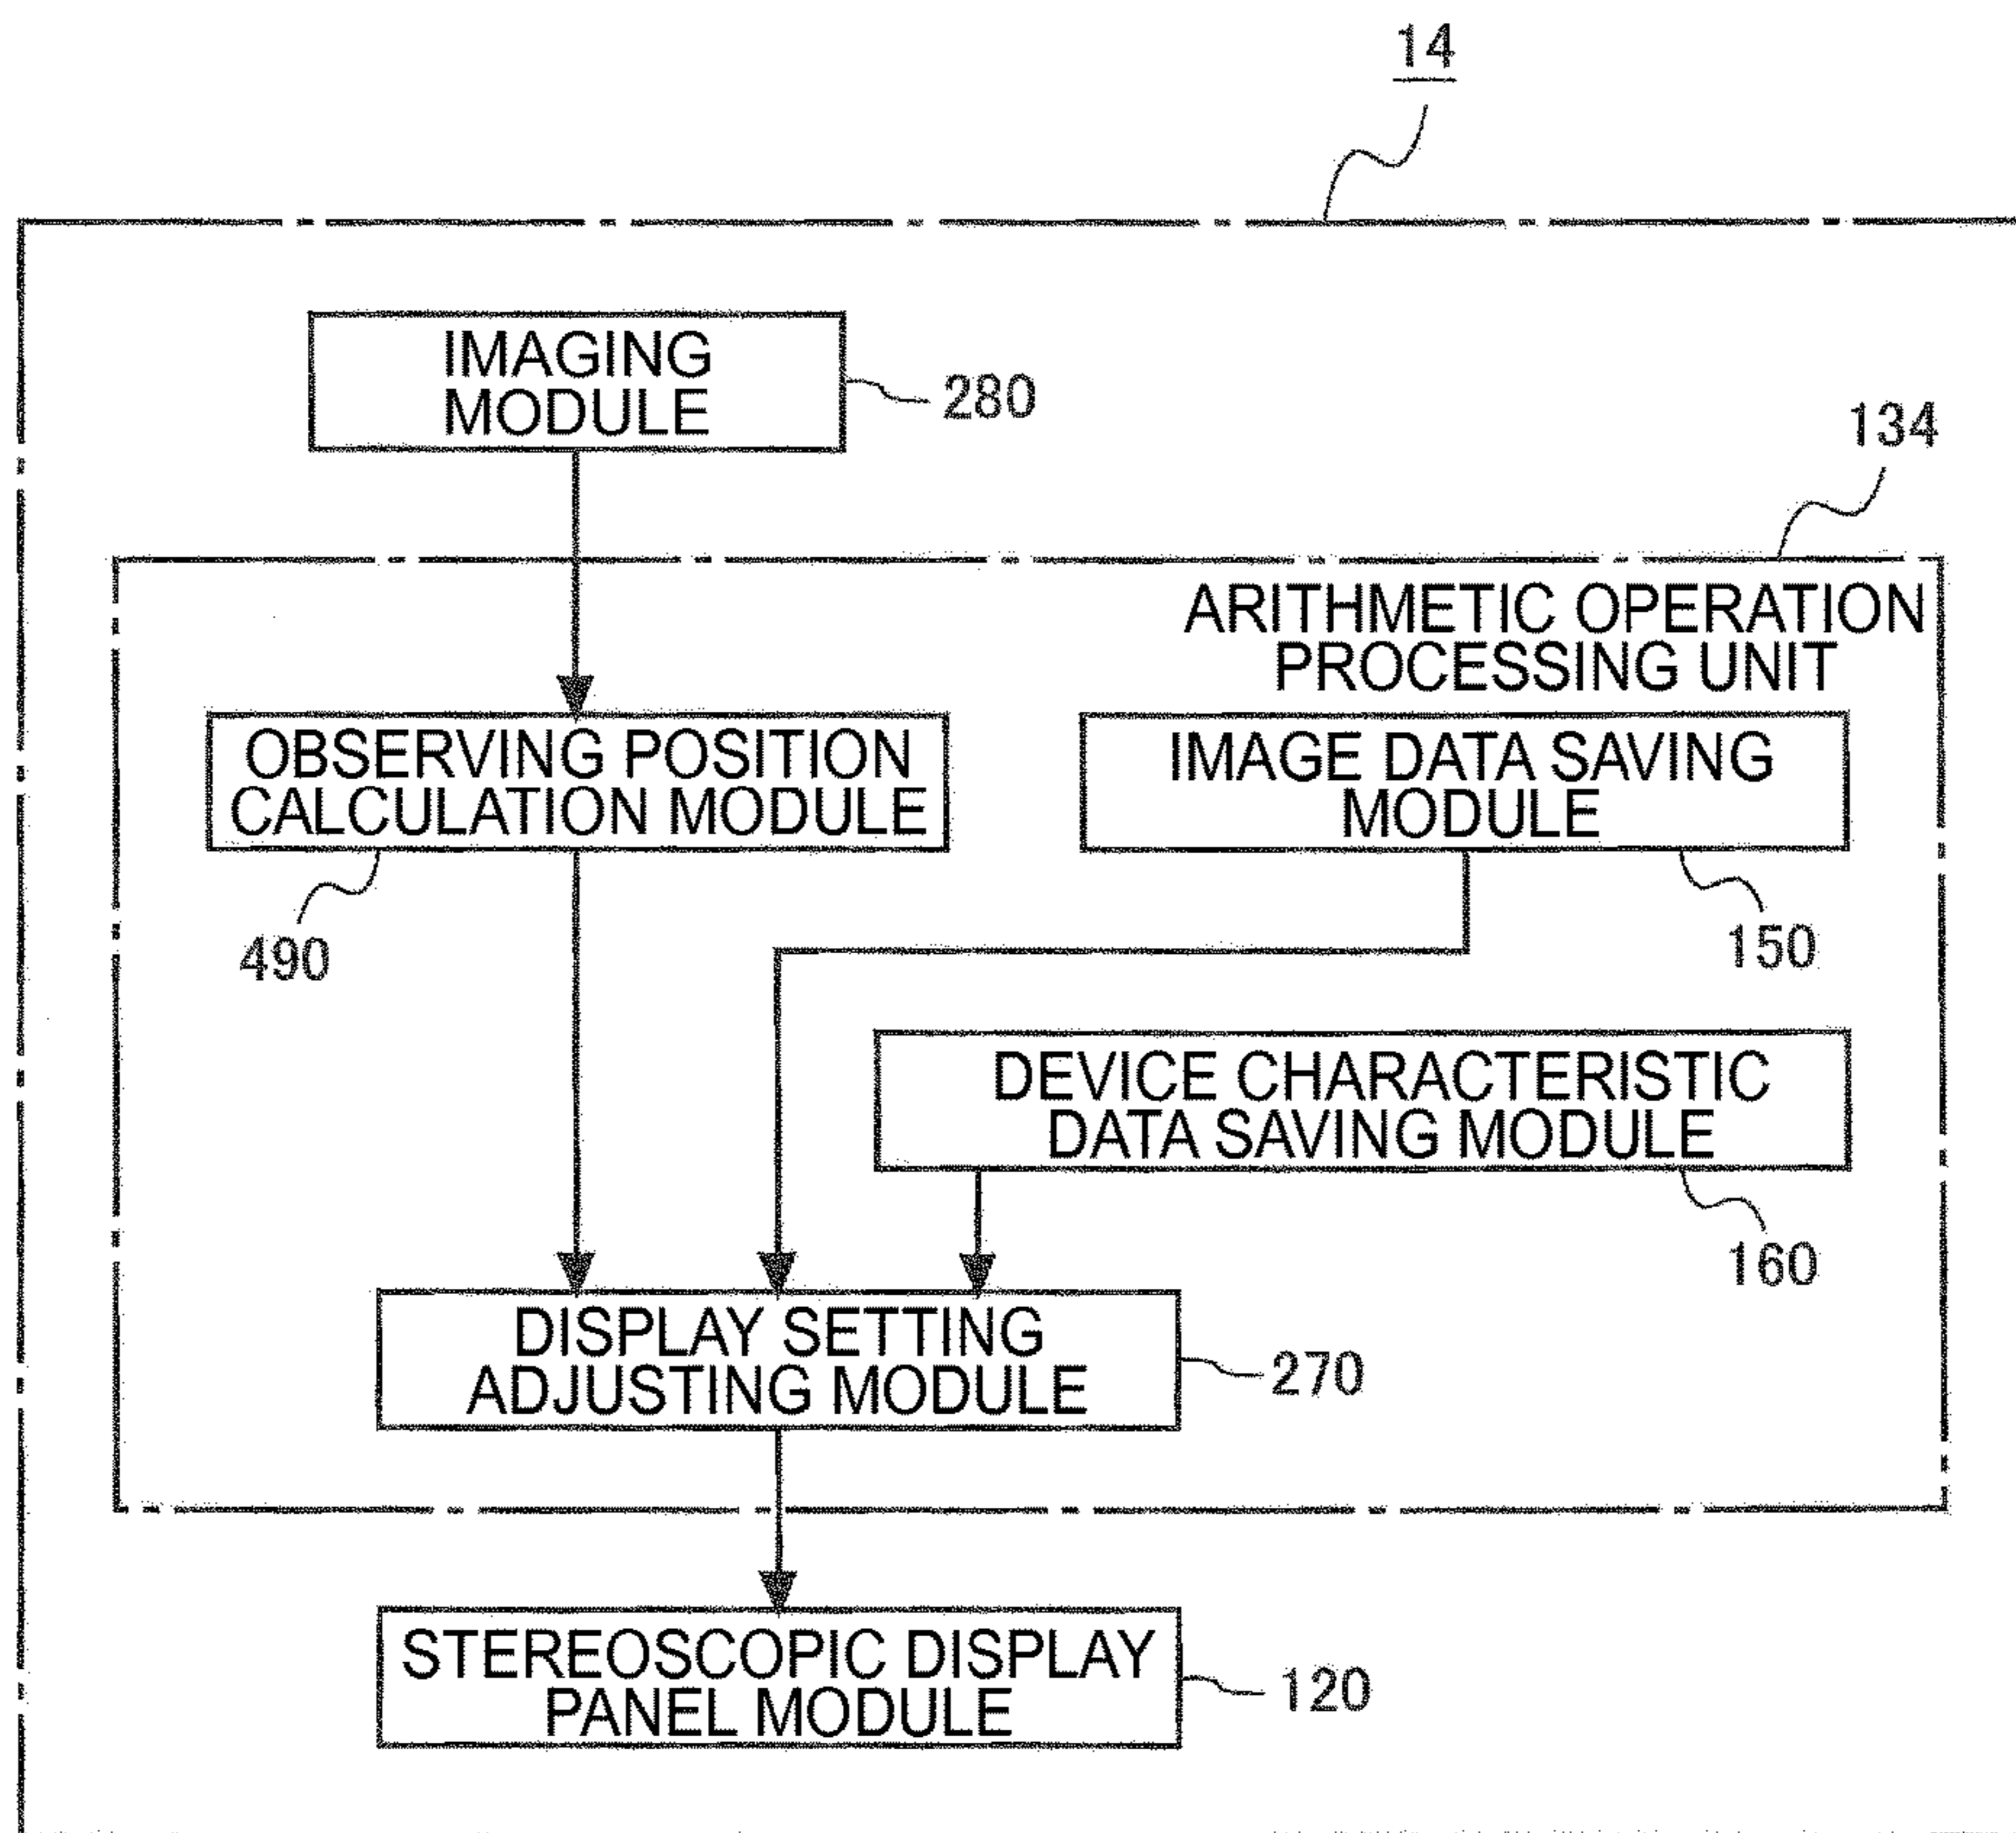 14
IMAGING
MODULE
280
134
ARITHMETIC OPERATION
PROCESSING UNIT
OBSERVING POSITION
CALCULATION MODULE
490
IMAGE DATA SAVING
MODULE
150
DEVICE CHARACTERISTIC
DATA SAVING MODULE
160
DISPLAY SETTING
ADJUSTING MODULE
270
STEREOSCOPIC DISPLAY
PANEL MODULE
120